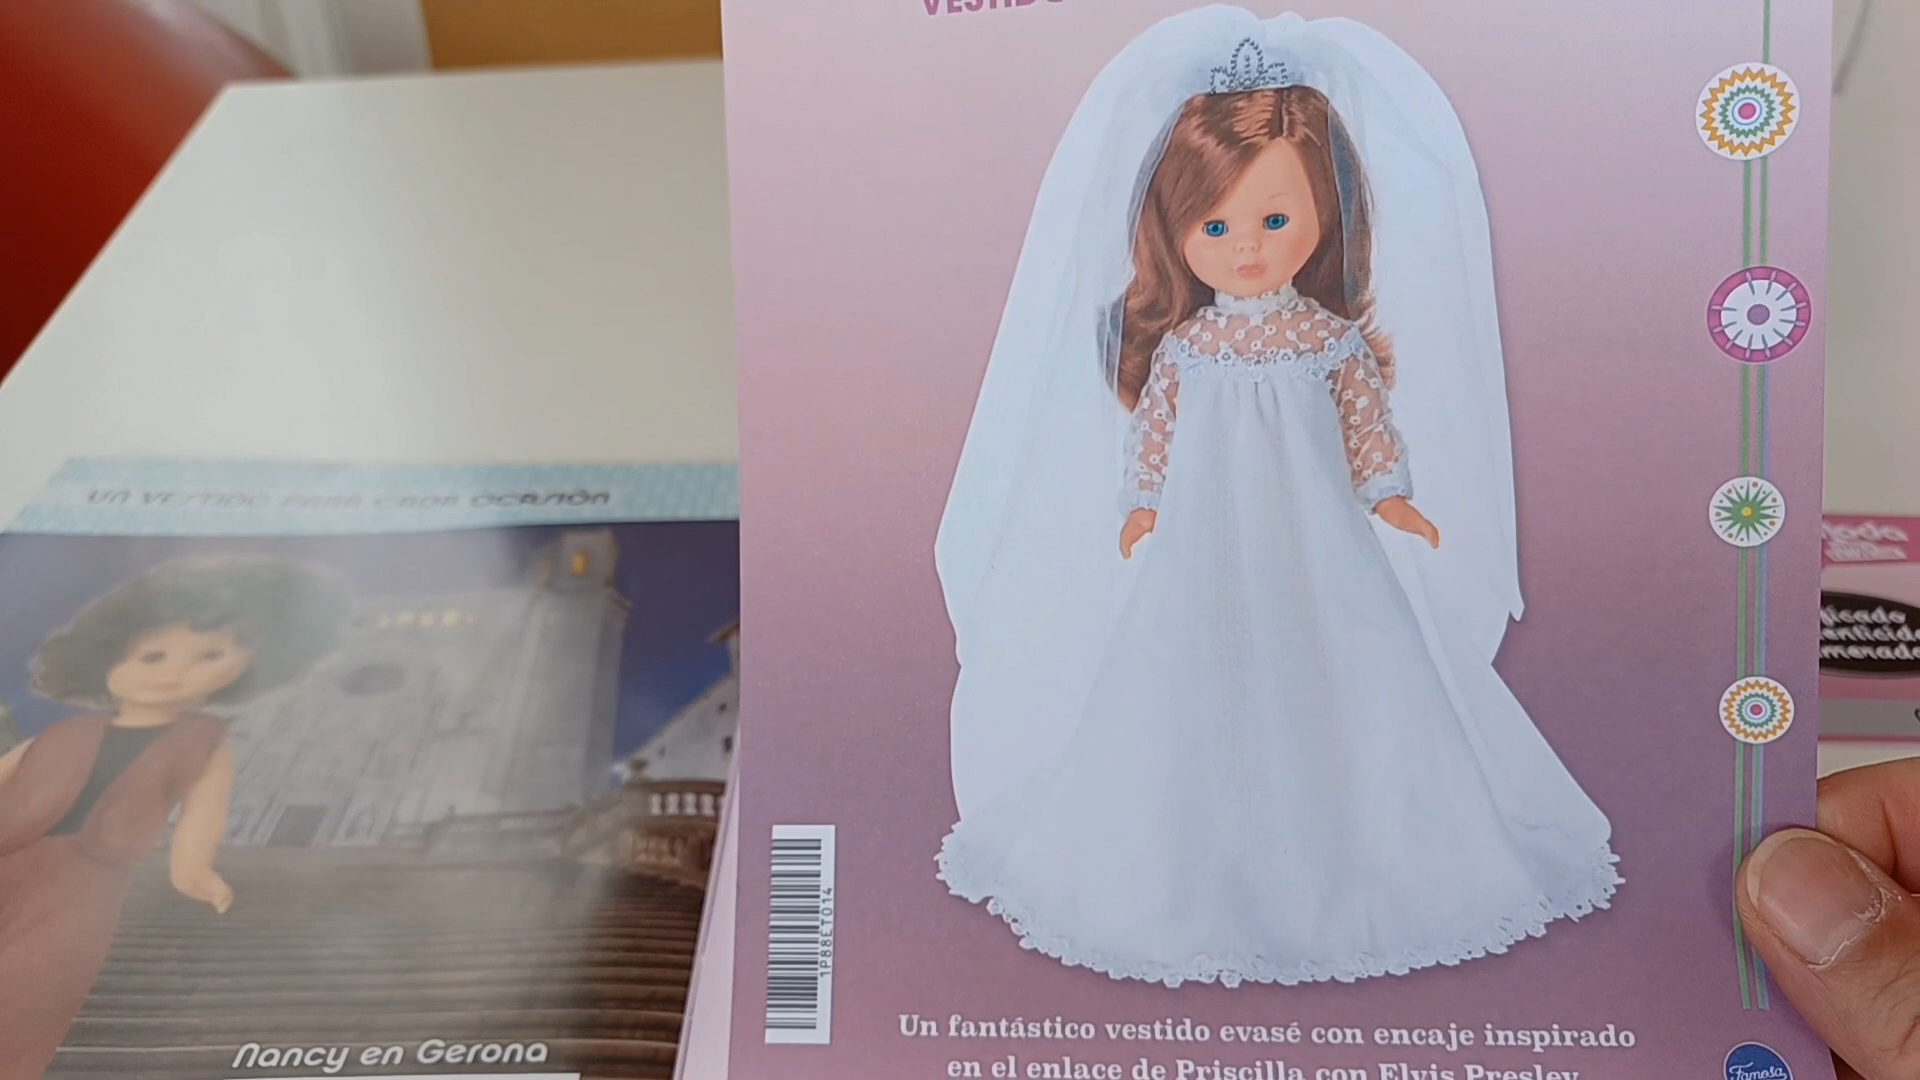 UN VESTIDO PARA CADA OCASIÓN
Nancy en Gerona
1P88ET014
Un fantástico vestido evasé con encaje inspirado
en el enlace de Priscilla con Elvis Presley
Famosa